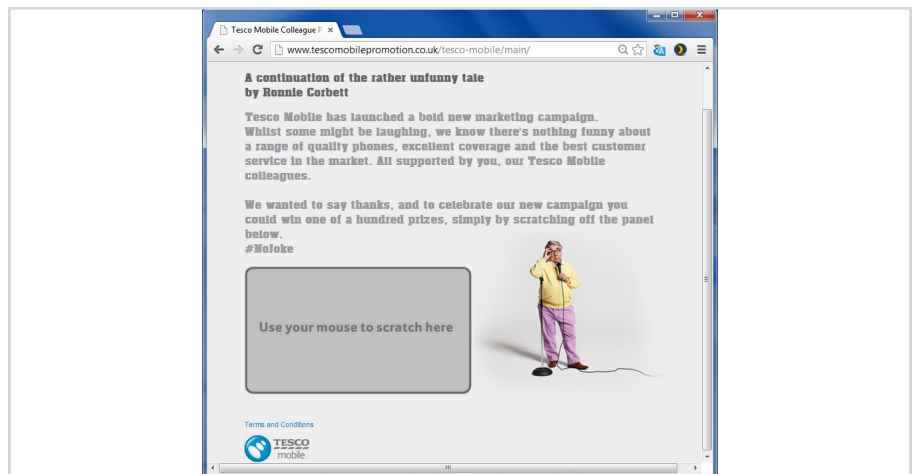 Tesco Mobile Colleague P
www.tescomobilepromotion.co.uk/tesco-mobile/main/
A continuation of the rather unfunny tale
by Ronnie Corbett
Tesco Mobile has launched a bold new marketing campaign.
Whilst some might be laughing, we know there's nothing funny about
a range of quality phones, excellent coverage and the best customer
service in the market. All supported by you, our Tesco Mobile
colleagues.
We wanted to say thanks, and to celebrate our new campaign you
could win one of a hundred prizes, simply by scratching off the panel
below.
#NoJoke
Use your mouse to scratch here
Terms and Conditions
TESCO
mobile